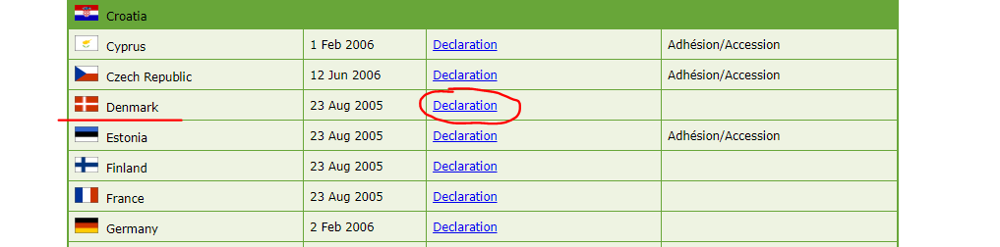 Croatia
Cyprus 1 Feb 2006 Declaration Adhésion/Accession
Czech Republic 12 Jun 2006 Declaration Adhésion/Accession
Denmark 23 Aug 2005 Declaration
Estonia 23 Aug 2005 Declaration Adhésion/Accession
Finland 23 Aug 2005 Declaration
France 23 Aug 2005 Declaration
Germany 2 Feb 2006 Declaration